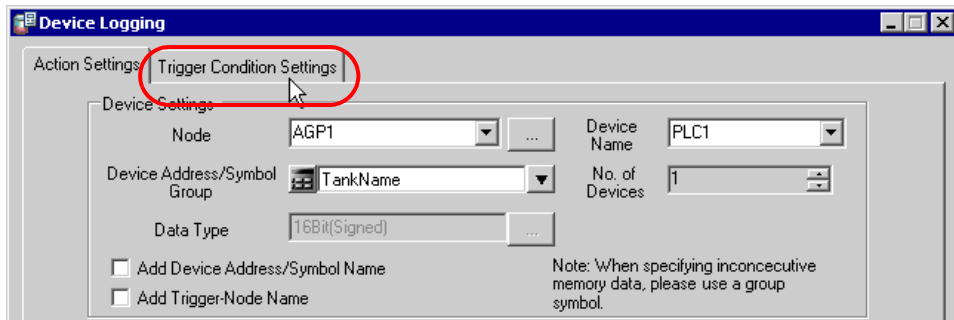 Device Logging
Action Settings Trigger Condition Settings
Device Settings
Node AGP1 ... Device Name PLC1
Device Address/Symbol Group TankName No. of Devices 1
Data Type 16Bit(Signed) ...
Add Device Address/Symbol Name
Add Trigger-Node Name
Note: When specifying inconcecutive
memory data, please use a group
symbol.